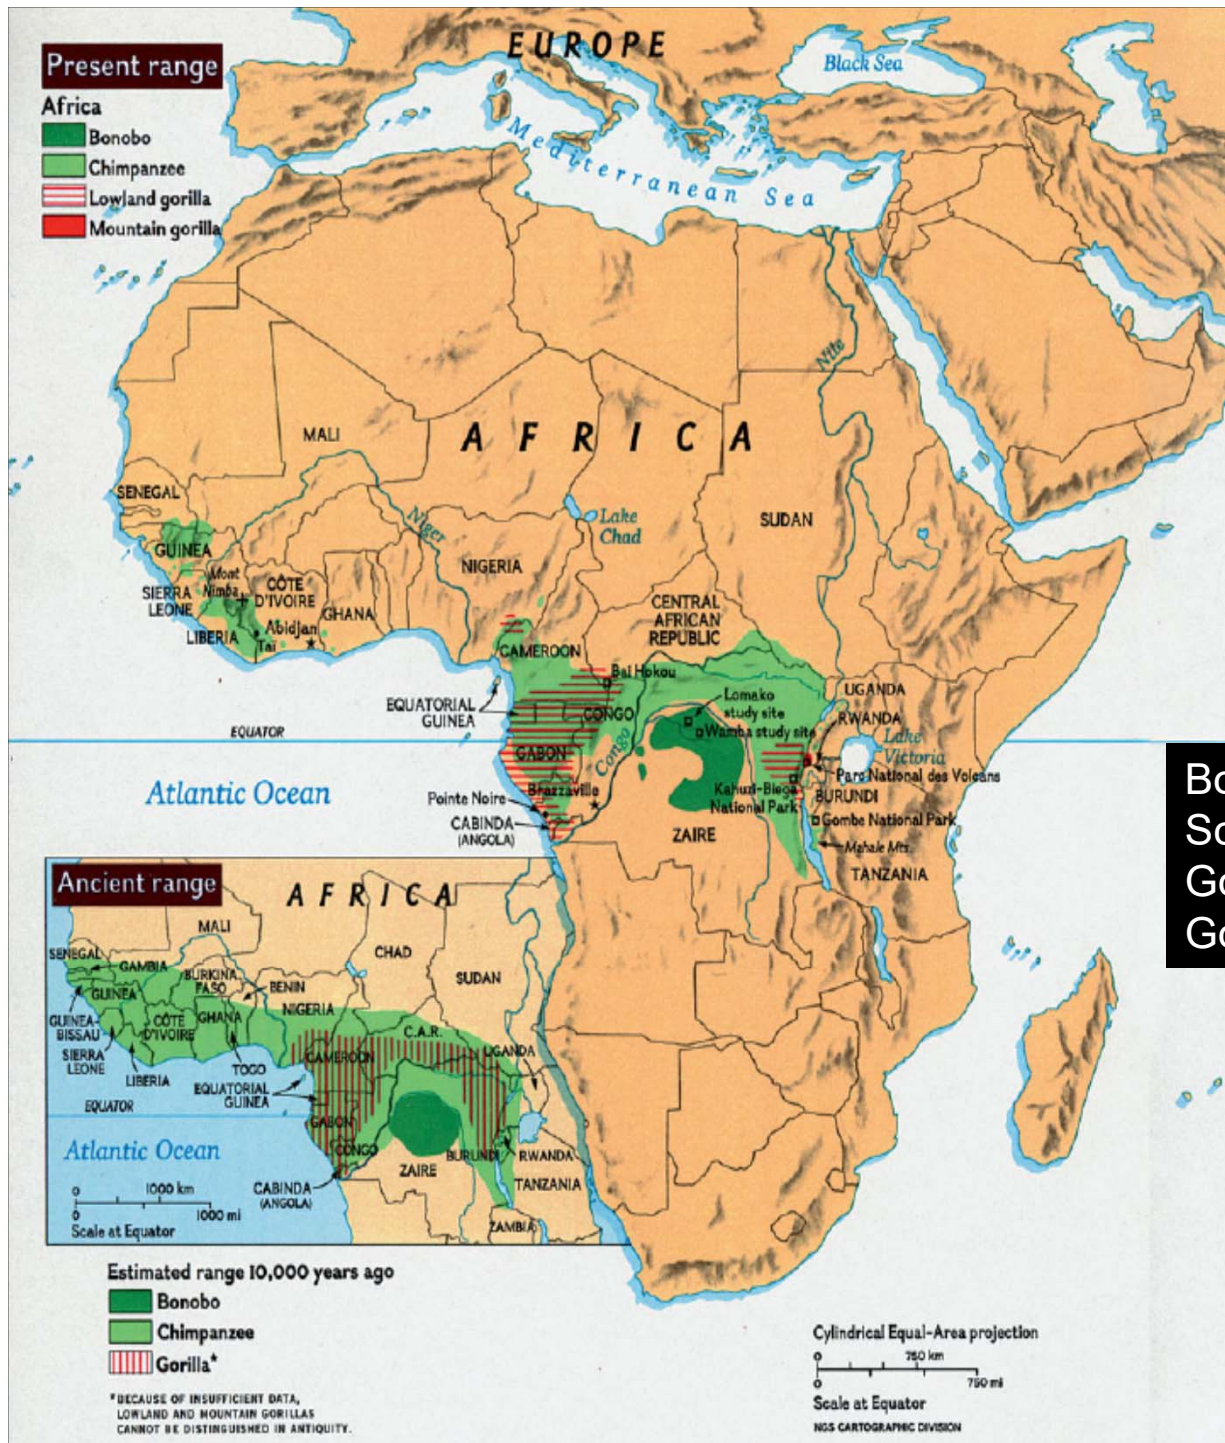 EUROPE
Black Sea
Present range
Africa
Bonobo
Chimpanzee
Lowland gorilla
Mountain gorilla
Mediterranean Sea
Nile
MALI
AFRICA
SENEGAL
Niger
Lake
Chad
SUDAN
GUINEA
NIGERIA
Mont
Nimba
SIERRA
LEONE
CÔTE
D'IVOIRE
GHANA
CENTRAL
AFRICAN
REPUBLIC
LIBERIA
Abidjan
Taï
CAMEROON
Bai Hokou
EQUATORIAL
GUINEA
CONGO
Lomako
study site
Wamba study site
UGANDA
RWANDA
Lake
Victoria
EQUATOR
GABON
Congo
Parc National des Volcans
Atlantic Ocean
Brazzaville
Pointe Noire
Kahuzi-Biega
National Park
BURUNDI
Gombe National Park
CABINDA
(ANGOLA)
ZAIRE
Mahale Mts.
TANZANIA
Bo
So
Go
Go
Ancient range
AFRICA
MALI
CHAD
SUDAN
SENEGAL
GAMBIA
BURKINA
FASO
BENIN
GUINEA
NIGERIA
GUINEA-
BISSAU
CÔTE
D'IVOIRE
GHANA
C.A.R.
SIERRA
LEONE
LIBERIA
TOGO
CAMEROON
UGANDA
EQUATORIAL
GUINEA
EQUATOR
GABON
Atlantic Ocean
CONGO
ZAIRE
BURUNDI
RWANDA
CABINDA
(ANGOLA)
TANZANIA
ZAMBIA
0 1000 km
0 1000 mi
Scale at Equator
Estimated range 10,000 years ago
Bonobo
Chimpanzee
Gorilla*
*BECAUSE OF INSUFFICIENT DATA,
LOWLAND AND MOUNTAIN GORILLAS
CANNOT BE DISTINGUISHED IN ANTIQUITY.
Cylindrical Equal-Area projection
0 750 km
0 750 mi
Scale at Equator
NGS CARTOGRAPHIC DIVISION